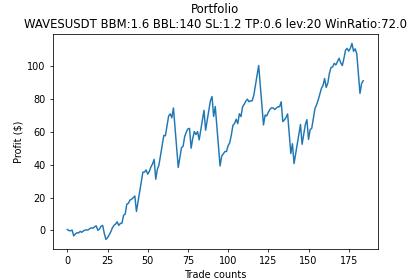 Portfolio
WAVESUSDT BBM:1.6 BBL:140 SL:1.2 TP:0.6 lev:20 WinRatio:72.0
100
80
60
40
20
0
Profit ($)
0 25 50 75 100 125 150 175
Trade counts